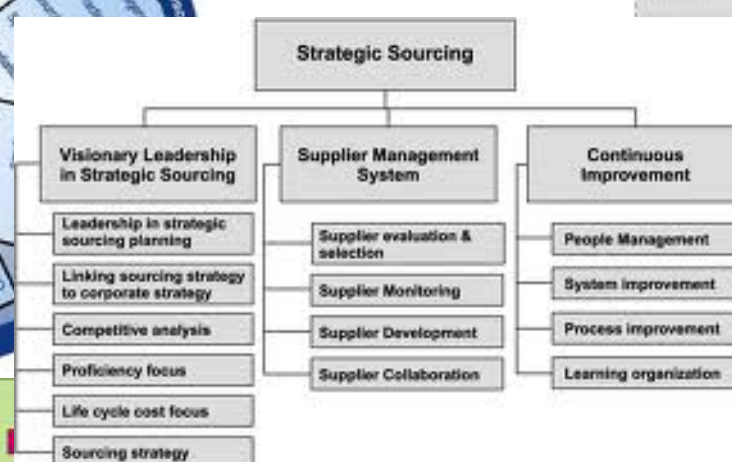 Strategic Sourcing
Visionary Leadership
in Strategic Sourcing
Leadership in strategic
sourcing planning
Linking sourcing strategy
to corporate strategy
Competitive analysis
Proficiency focus
Life cycle cost focus
Sourcing strategy
Supplier Management
System
Supplier evaluation &
selection
Supplier Monitoring
Supplier Development
Supplier Collaboration
Continuous
Improvement
People Management
System improvement
Process improvement
Learning organization